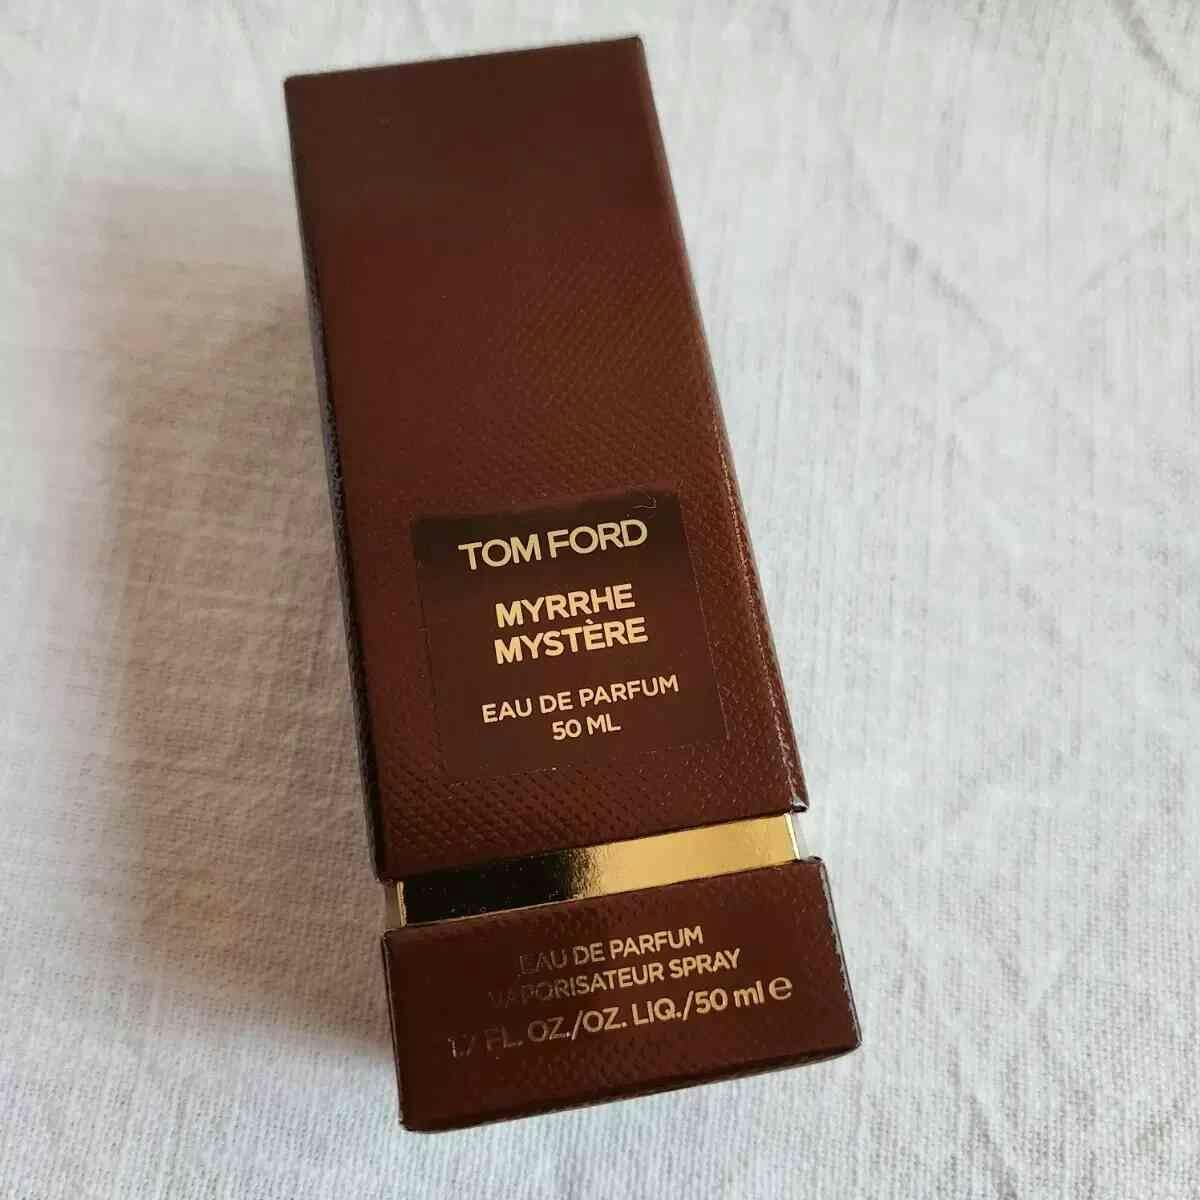 TOM FORD
MYRRHE
MYSTÈRE
EAU DE PARFUM
50 ML
EAU DE PARFUM
VAPORISATEUR SPRAY
1.7 FL. OZ./OZ. LIQ./50 ml e